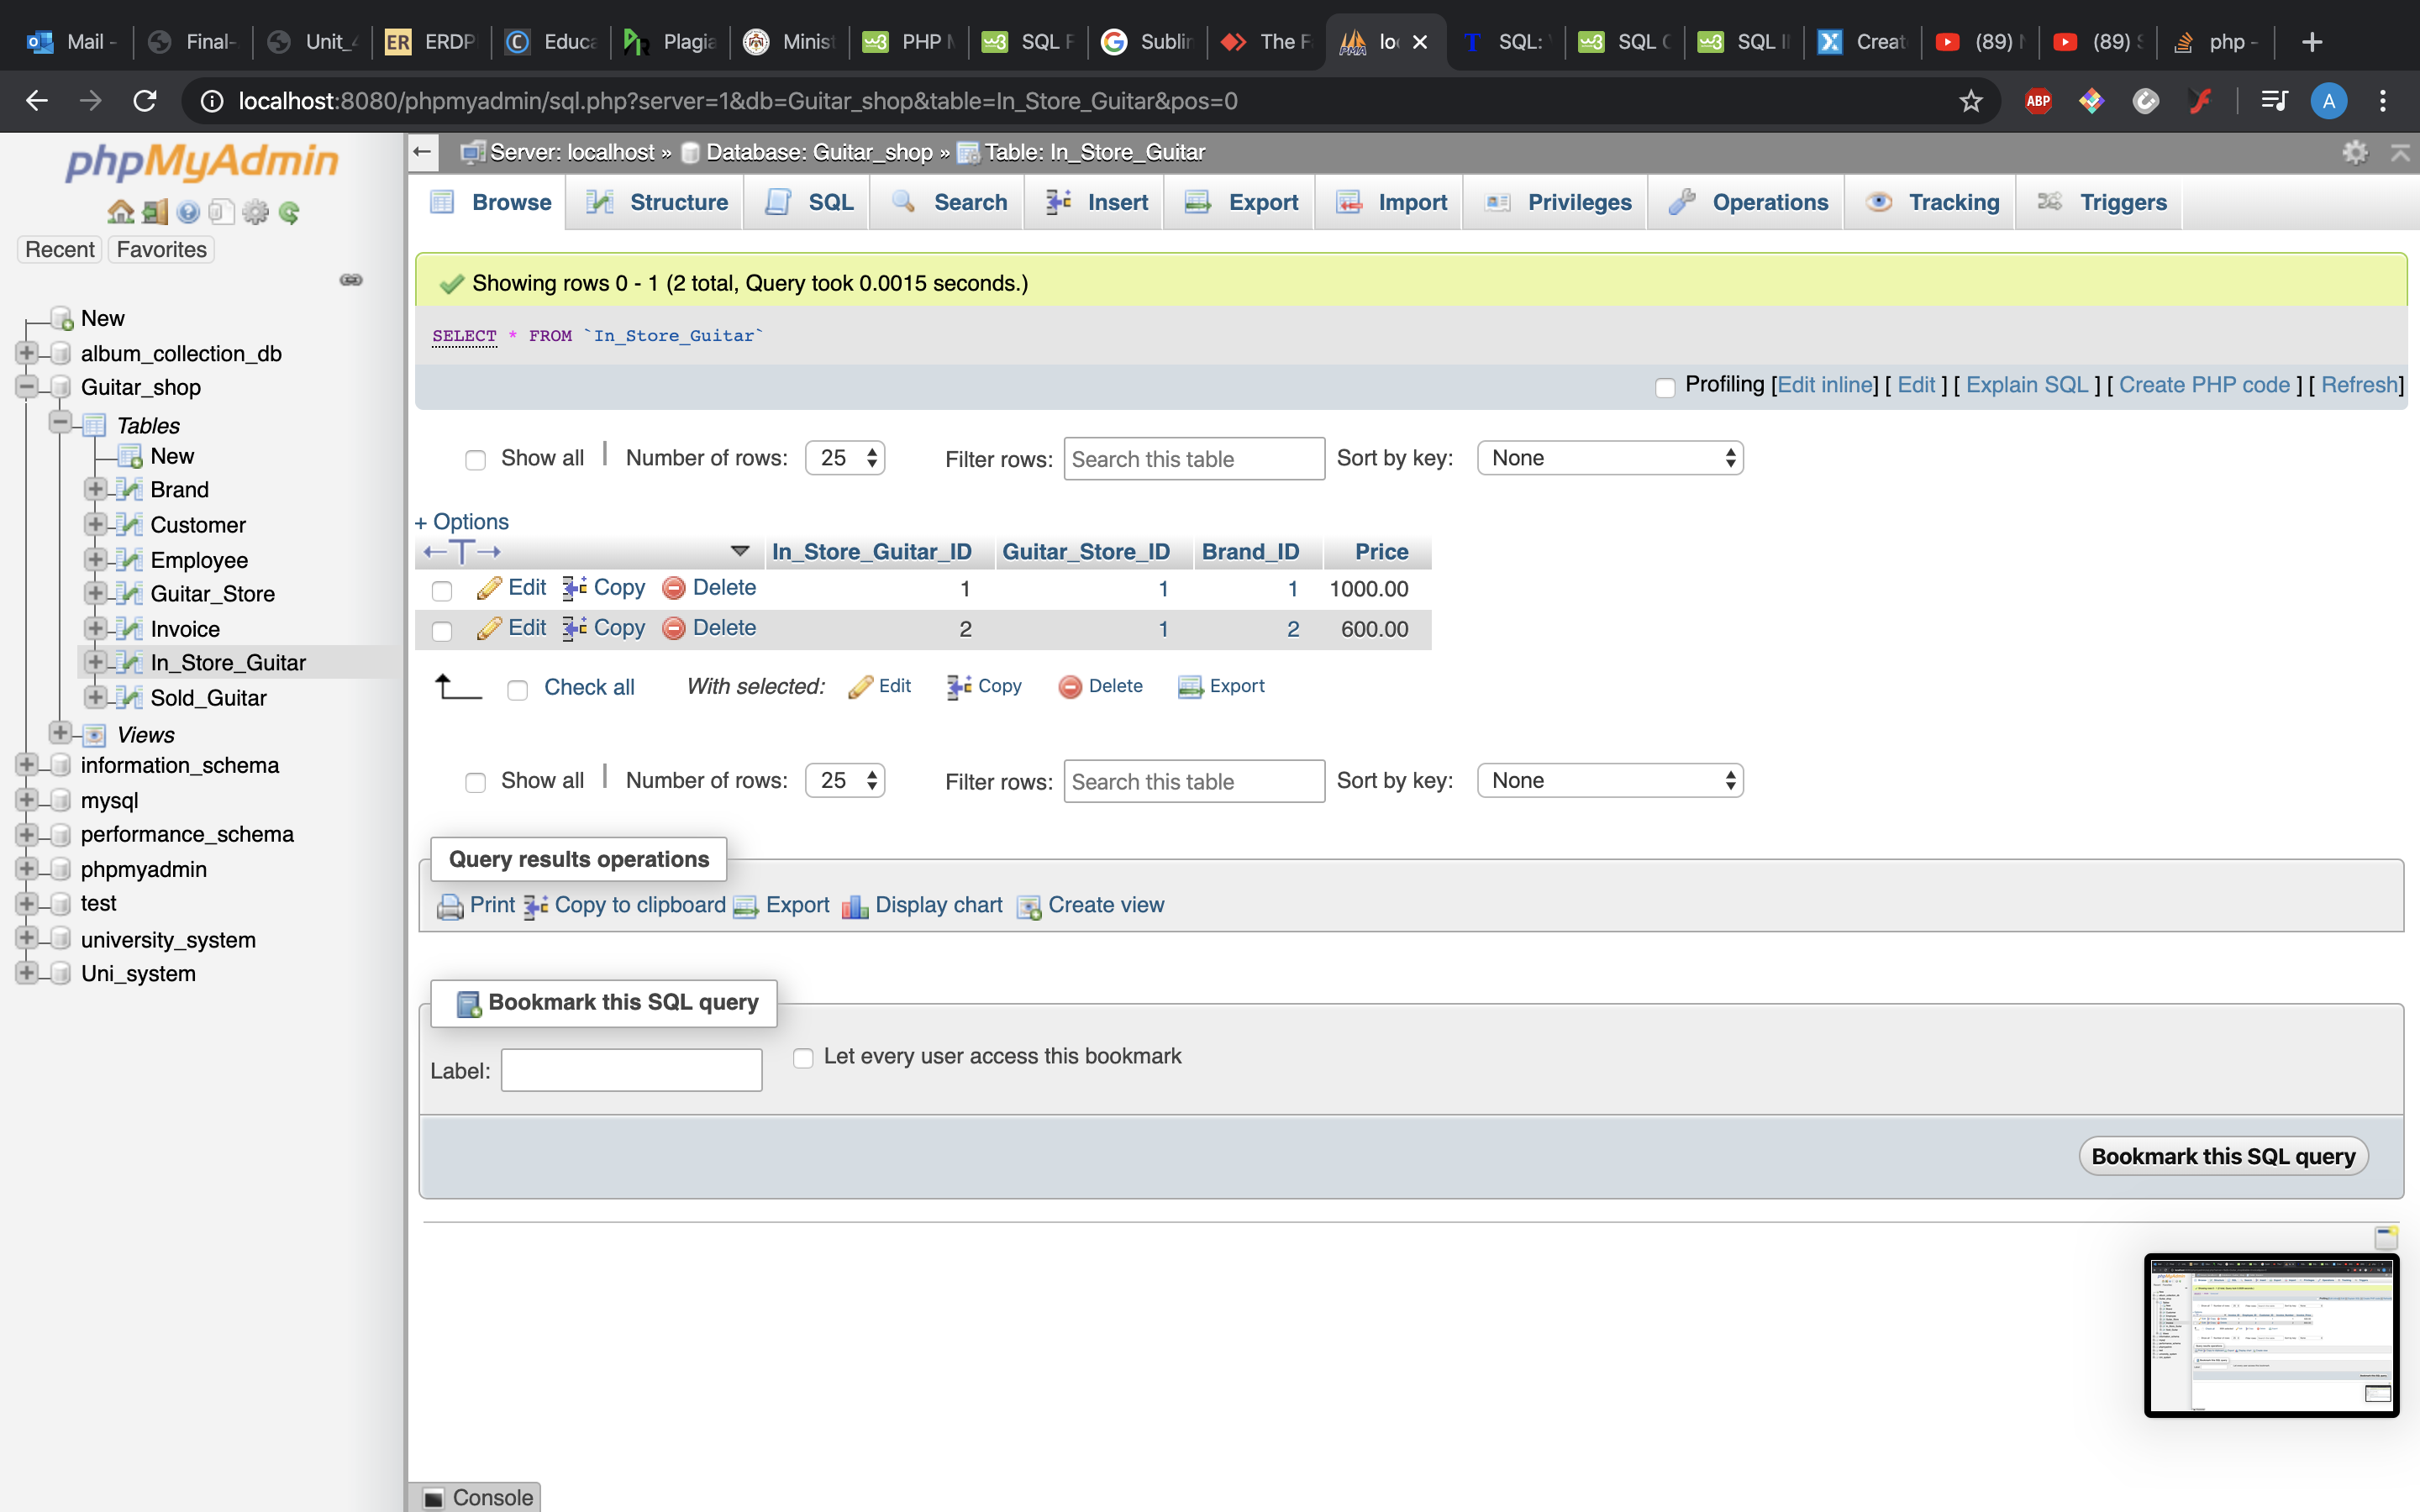 Mail -
Final-
Unit_
ER ERDP
Educa
Plagia
Minist
PHP
SQL F
Sublin
The F
loc
SQL:
SQL
SQL I
Creat
(89)
(89)
php -
localhost:8080/phpmyadmin/sql.php?server=1&db=Guitar_shop&table=In_Store_Guitar&pos=0
ABP
A
phpMyAdmin
Recent Favorites
New
album_collection_db
Guitar_shop
Tables
New
Brand
Customer
Employee
Guitar_Store
Invoice
In_Store_Guitar
Sold_Guitar
Views
information_schema
mysql
performance_schema
phpmyadmin
test
university_system
Uni_system
Server: localhost » Database: Guitar_shop » Table: In_Store_Guitar
Browse Structure SQL Search Insert Export Import Privileges Operations Tracking Triggers
Showing rows 0 - 1 (2 total, Query took 0.0015 seconds.)
SELECT * FROM `In_Store_Guitar`
Profiling [Edit inline] [ Edit ] [ Explain SQL ] [ Create PHP code ] [ Refresh]
Show all | Number of rows: 25 Filter rows: Search this table Sort by key: None
+ Options
←T→ In_Store_Guitar_ID Guitar_Store_ID Brand_ID Price
Edit Copy Delete 1 1 1 1000.00
Edit Copy Delete 2 1 2 600.00
Check all With selected: Edit Copy Delete Export
Show all | Number of rows: 25 Filter rows: Search this table Sort by key: None
Query results operations
Print Copy to clipboard Export Display chart Create view
Bookmark this SQL query
Label: Let every user access this bookmark
Bookmark this SQL query
Console